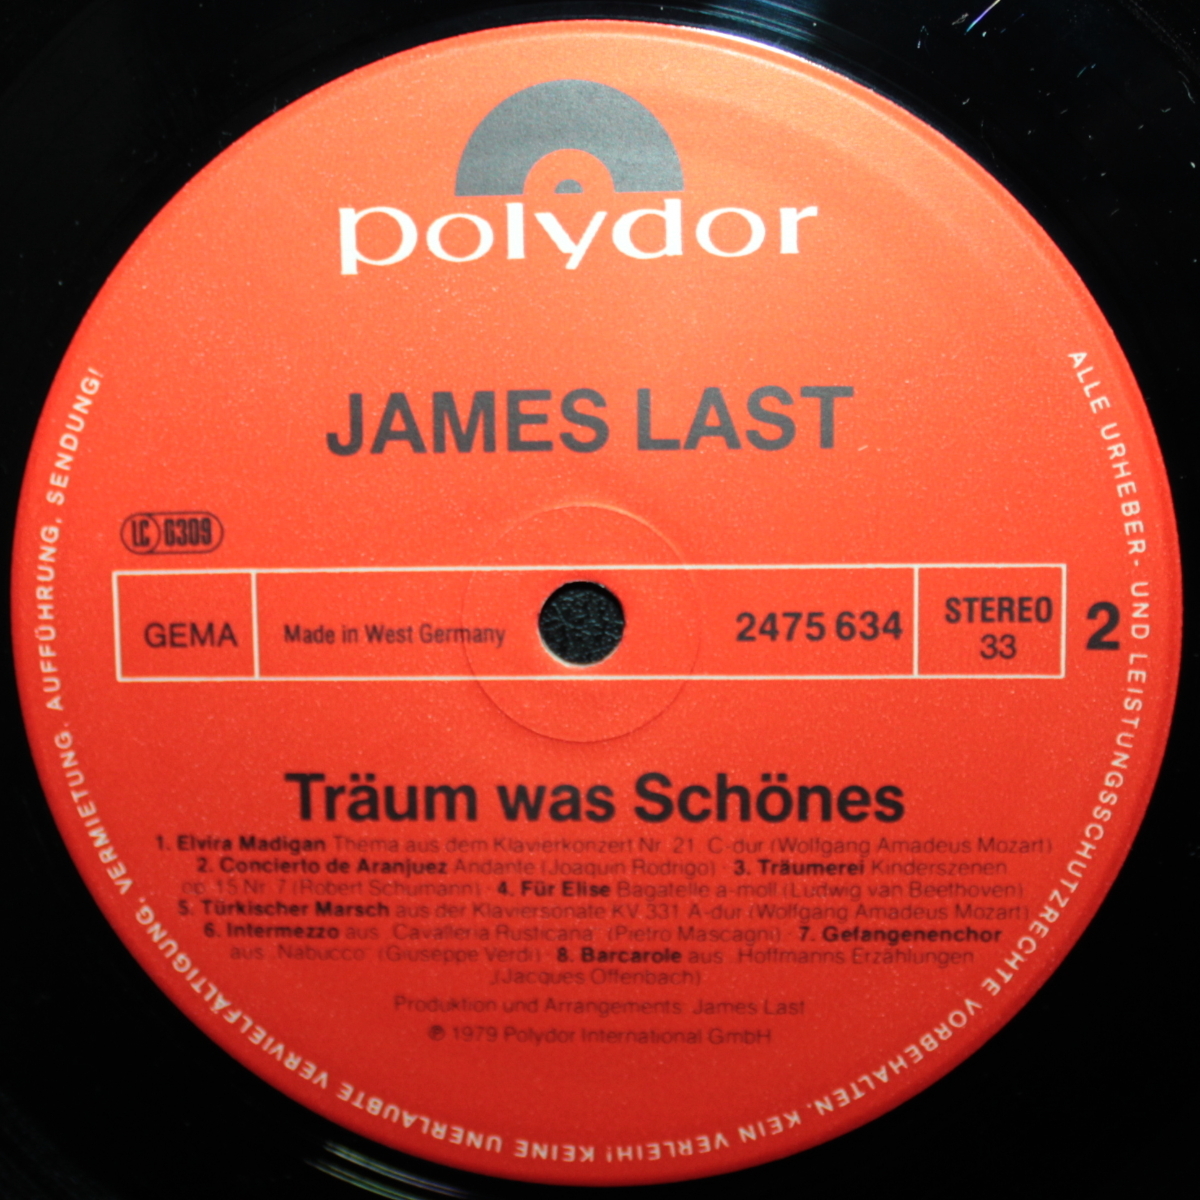 polydor
JAMES LAST
LC 6309
GEMA
Made in West Germany
2475 634
STEREO
33
2
Träum was Schönes
1. Elvira Madigan Thema aus dem Klavierkonzert Nr. 21 C-dur (Wolfgang Amadeus Mozart)
2. Concierto de Aranjuez Andante (Joaquin Rodrigo) · 3. Träumerei Kinderszenen
op. 15 Nr. 7 (Robert Schumann) · 4. Für Elise Bagatelle a-moll (Ludwig van Beethoven)
5. Türkischer Marsch aus der Klaviersonate KV 331 A-dur (Wolfgang Amadeus Mozart)
6. Intermezzo aus „Cavalleria Rusticana“ (Pietro Mascagni) · 7. Gefangenenchor
aus „Nabucco“ (Giuseppe Verdi) · 8. Barcarole aus „Hoffmanns Erzählungen“
(Jacques Offenbach)
Produktion und Arrangements: James Last
℗ 1979 Polydor International GmbH
ALLE URHEBER- UND LEISTUNGSSCHUTZRECHTE VORBEHALTEN. KEIN VERLEIH! KEINE UNERLAUBTE VERVIELFÄLTIGUNG, VERMIETUNG, AUFFÜHRUNG, SENDUNG!